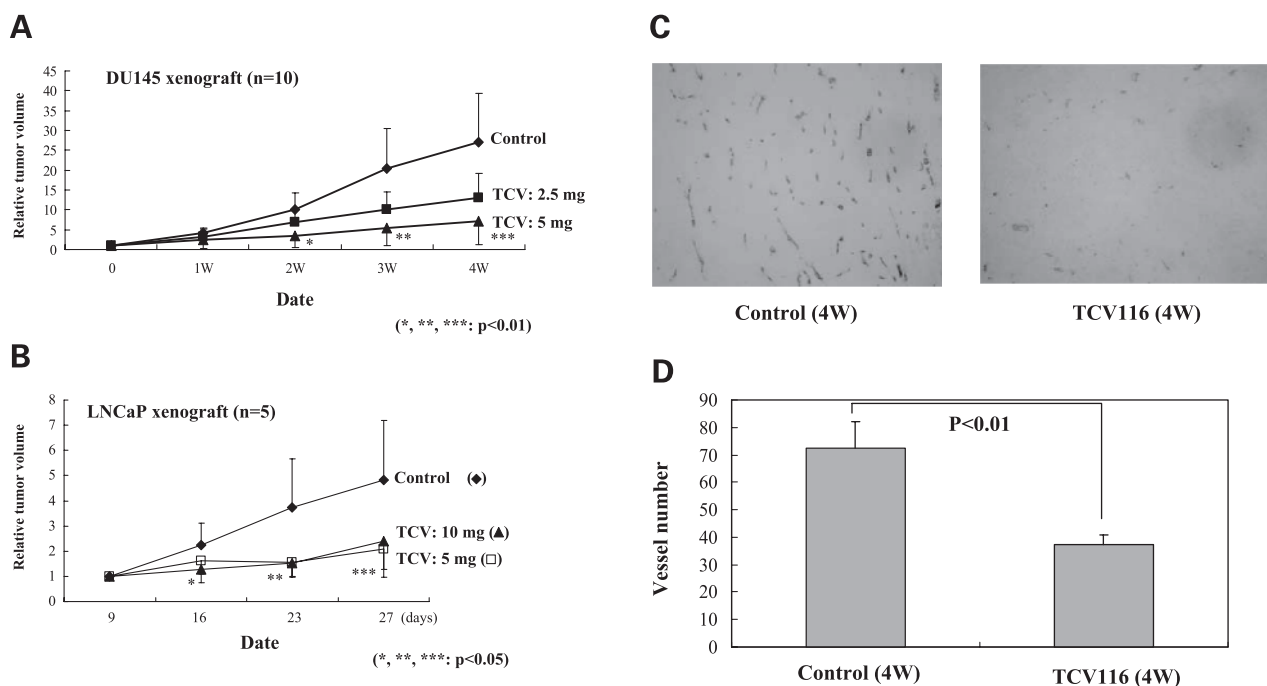 A
DU145 xenograft (n=10)
Relative tumor volume
45
40
35
30
25
20
15
10
5
0
Control
TCV: 2.5 mg
TCV: 5 mg
*
**
***
0 1W 2W 3W 4W
Date
(*, **, ***: p<0.01)
B
LNCaP xenograft (n=5)
Relative tumor volume
8
7
6
5
4
3
2
1
0
Control (◆)
TCV: 10 mg (▲)
TCV: 5 mg (□)
*
**
***
9 16 23 27 (days)
Date
(*, **, ***: p<0.05)
C
Control (4W) TCV116 (4W)
D
Vessel number
90
80
70
60
50
40
30
20
10
0
P<0.01
Control (4W) TCV116 (4W)